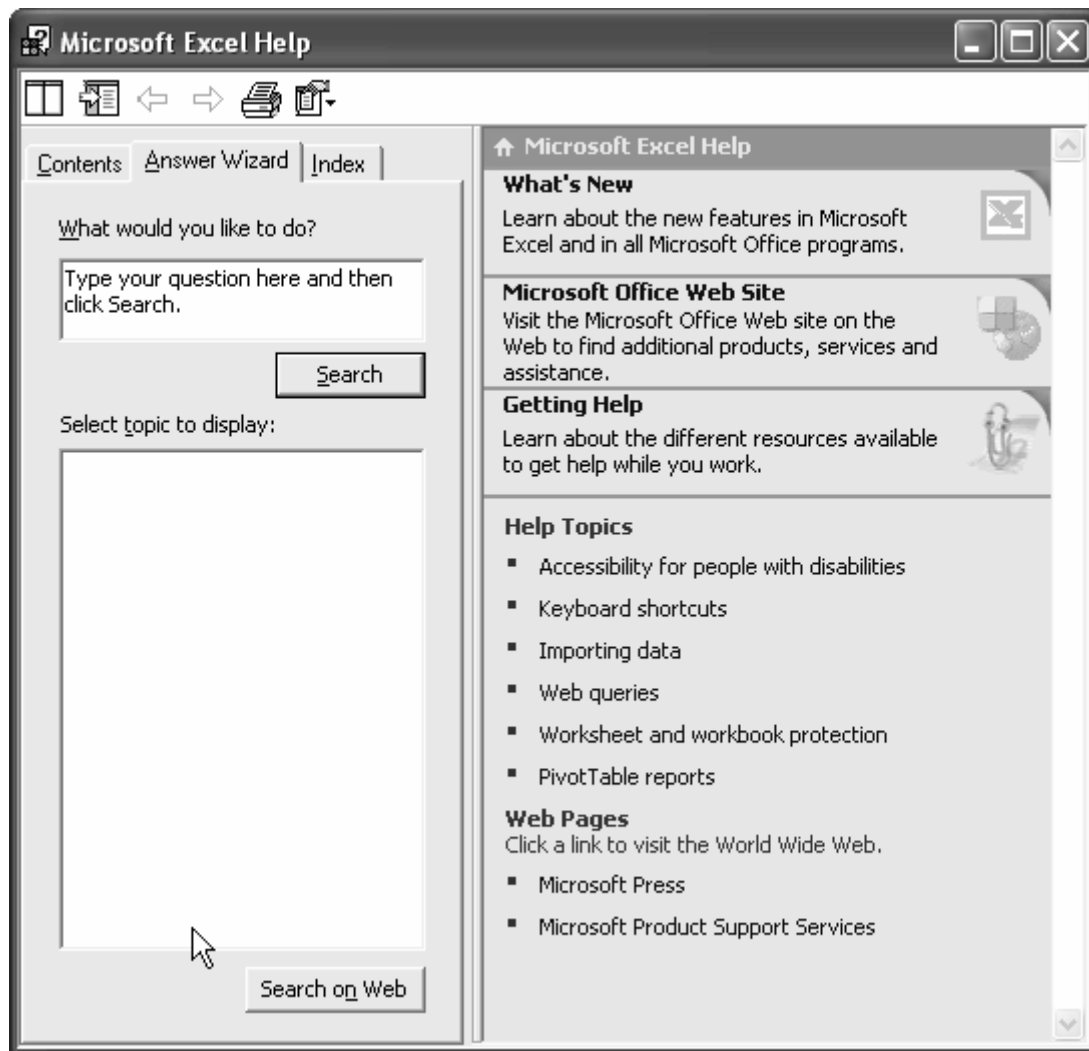 Microsoft Excel Help
Contents
Answer Wizard
Index
What would you like to do?
Type your question here and then
click Search.
Search
Select topic to display:
Search on Web
Microsoft Excel Help
What's New
Learn about the new features in Microsoft
Excel and in all Microsoft Office programs.
Microsoft Office Web Site
Visit the Microsoft Office Web site on the
Web to find additional products, services and
assistance.
Getting Help
Learn about the different resources available
to get help while you work.
Help Topics
Accessibility for people with disabilities
Keyboard shortcuts
Importing data
Web queries
Worksheet and workbook protection
PivotTable reports
Web Pages
Click a link to visit the World Wide Web.
Microsoft Press
Microsoft Product Support Services